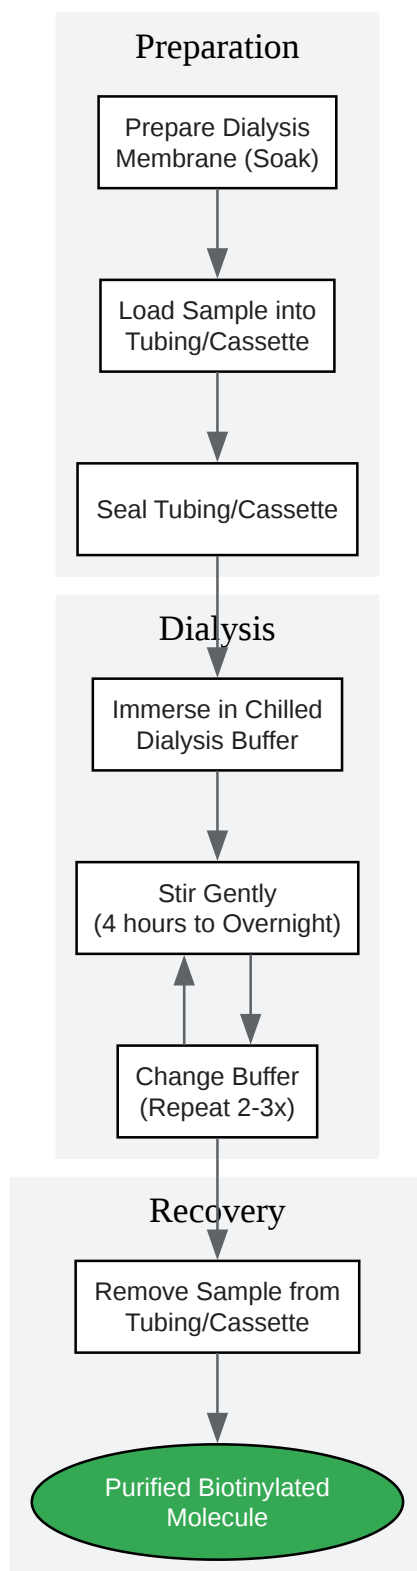 Preparation
Prepare Dialysis
Membrane (Soak)
Load Sample into
Tubing/Cassette
Seal Tubing/Cassette
Dialysis
Immerse in Chilled
Dialysis Buffer
Stir Gently
(4 hours to Overnight)
Change Buffer
(Repeat 2-3x)
Recovery
Remove Sample from
Tubing/Cassette
Purified Biotinylated
Molecule